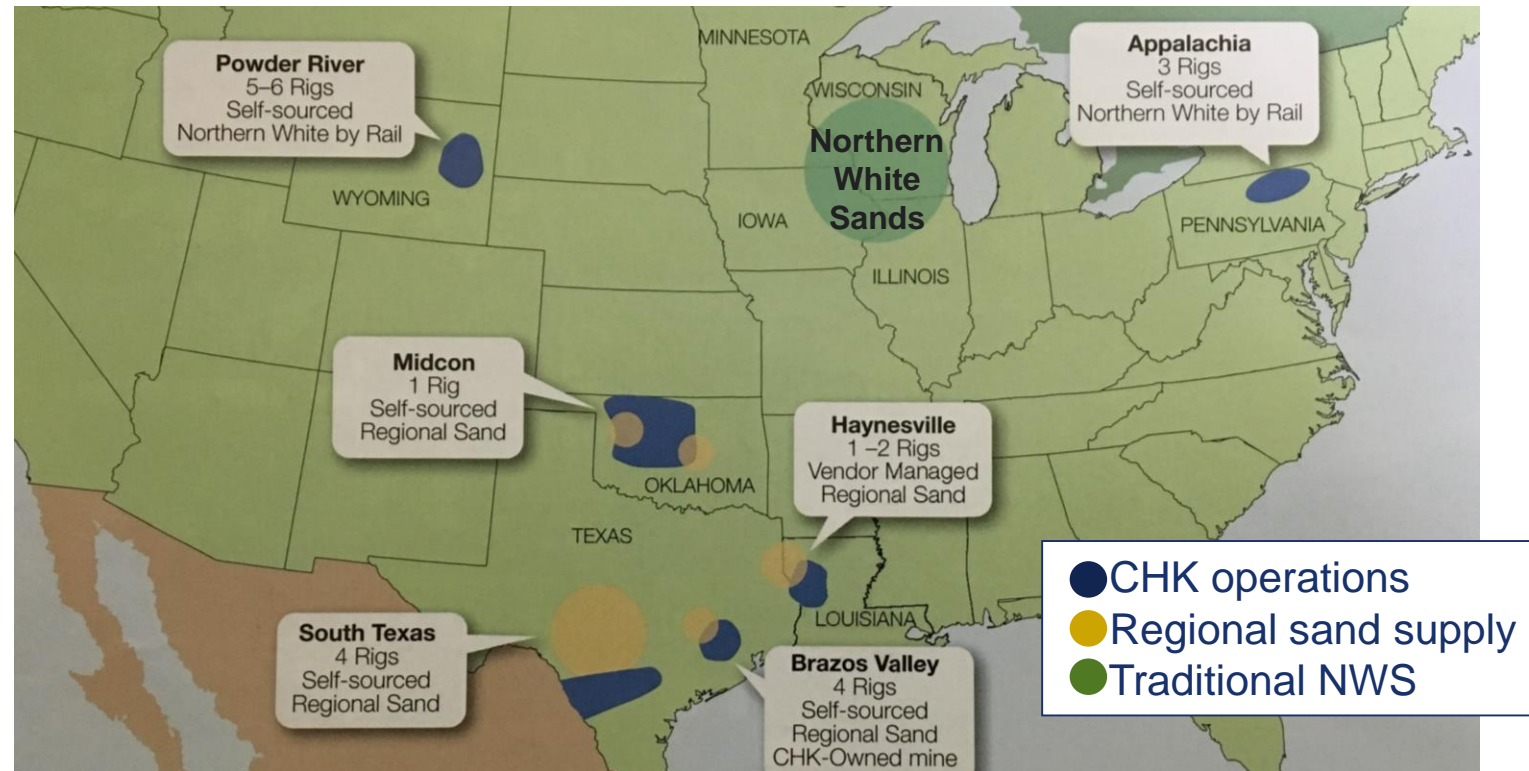 MINNESOTA
Powder River
5–6 Rigs
Self-sourced
Northern White by Rail
WISCONSIN
Appalachia
3 Rigs
Self-sourced
Northern White by Rail
Northern
White
Sands
WYOMING
IOWA
PENNSYLVANIA
ILLINOIS
Midcon
1 Rig
Self-sourced
Regional Sand
Haynesville
1 –2 Rigs
Vendor Managed
Regional Sand
OKLAHOMA
TEXAS
LOUISIANA
South Texas
4 Rigs
Self-sourced
Regional Sand
Brazos Valley
4 Rigs
Self-sourced
Regional Sand
CHK-Owned mine
CHK operations
Regional sand supply
Traditional NWS